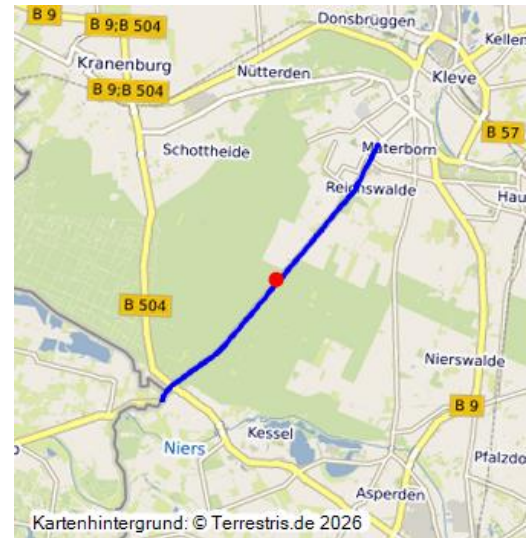 Donsbrüggen
B 9
B 9;B 504
Kellen
Kranenburg
Nütterden
Kleve
B 9;B 504
B 57
Schottheide
Materborn
Reichswalde
Hau
B 504
Nierswalde
B 9
Kessel
Niers
Pfalzdo
Asperden
Kartenhintergrund: © Terrestris.de 2026